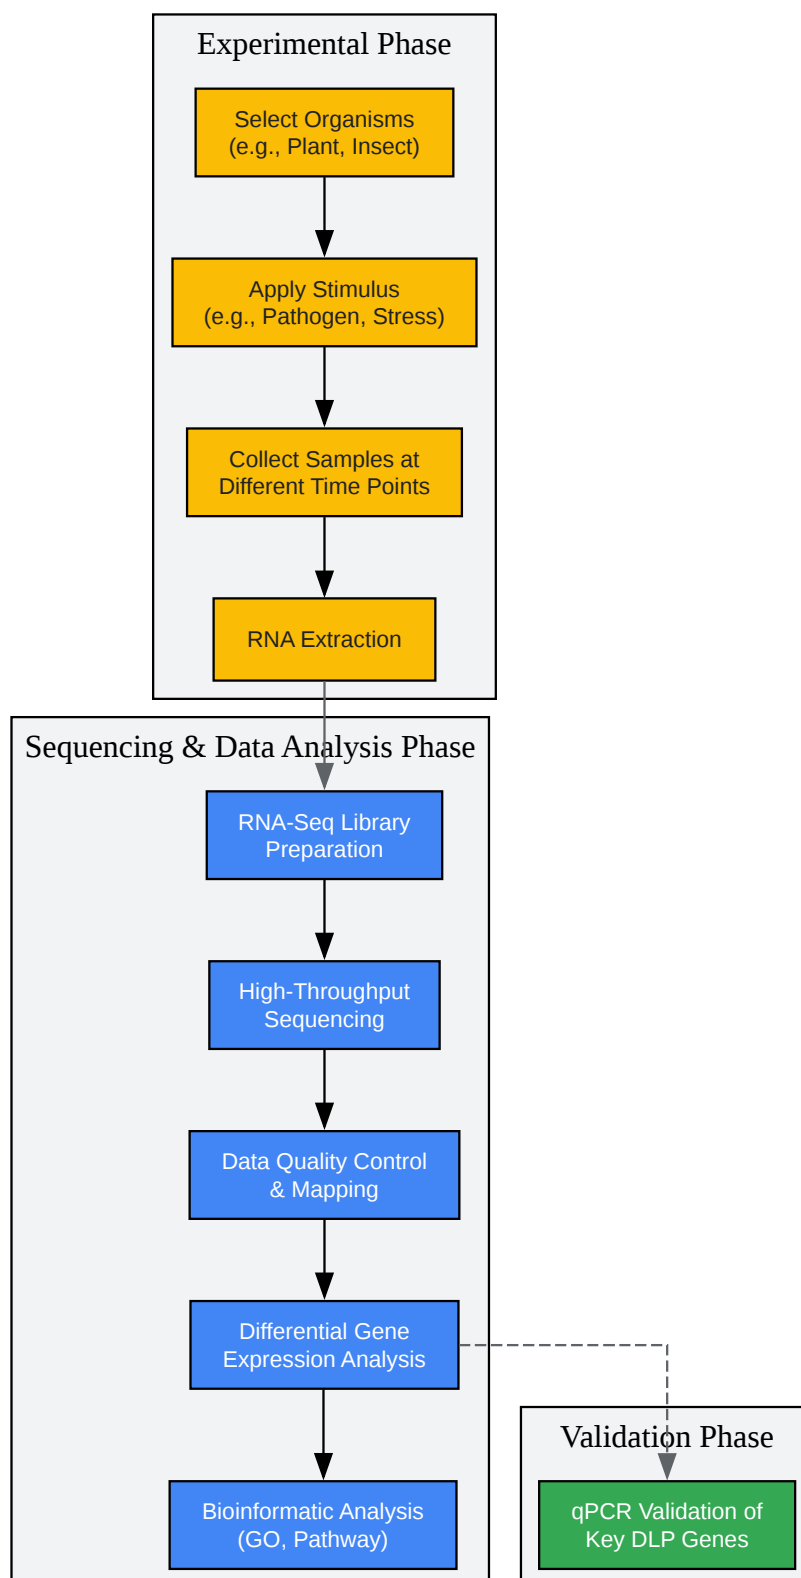 Experimental Phase
Select Organisms
(e.g., Plant, Insect)
Apply Stimulus
(e.g., Pathogen, Stress)
Collect Samples at
Different Time Points
RNA Extraction
Sequencing & Data Analysis Phase
RNA-Seq Library
Preparation
High-Throughput
Sequencing
Data Quality Control
& Mapping
Differential Gene
Expression Analysis
Bioinformatic Analysis
(GO, Pathway)
Validation Phase
qPCR Validation of
Key DLP Genes